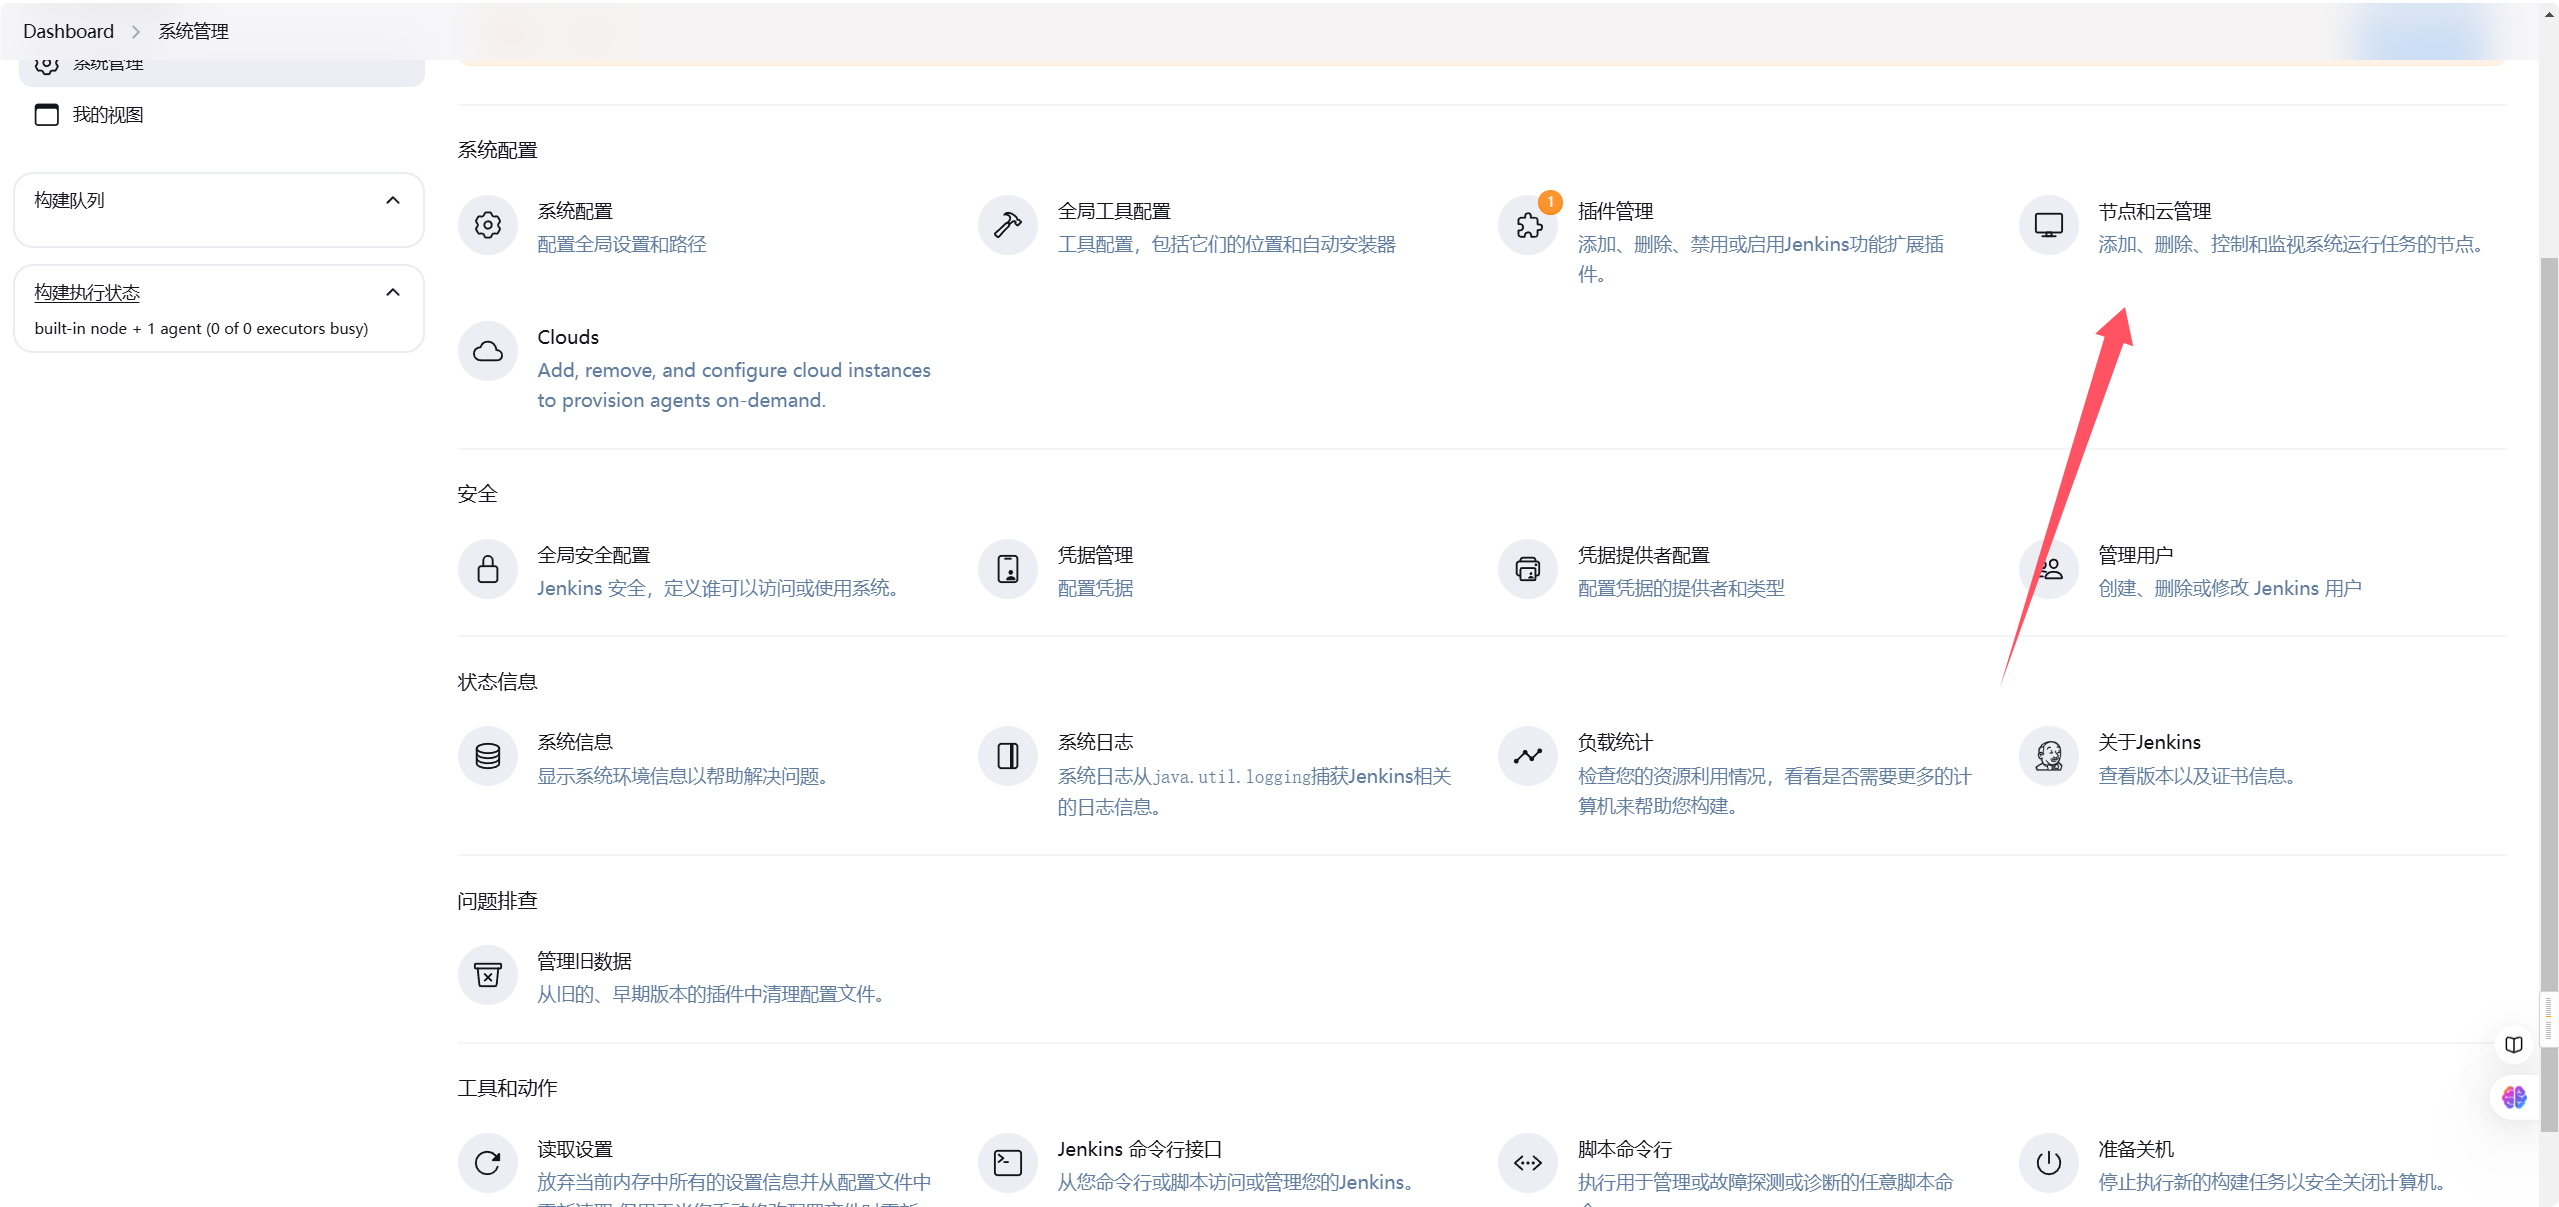 Dashboard > 系统管理
系统管理
我的视图
构建队列
构建执行状态
built-in node + 1 agent (0 of 0 executors busy)
系统配置
系统配置
配置全局设置和路径
全局工具配置
工具配置，包括它们的位置和自动安装器
1
插件管理
添加、删除、禁用或启用Jenkins功能扩展插
件。
节点和云管理
添加、删除、控制和监视系统运行任务的节点。
Clouds
Add, remove, and configure cloud instances
to provision agents on-demand.
安全
全局安全配置
Jenkins 安全，定义谁可以访问或使用系统。
凭据管理
配置凭据
凭据提供者配置
配置凭据的提供者和类型
管理用户
创建、删除或修改 Jenkins 用户
状态信息
系统信息
显示系统环境信息以帮助解决问题。
系统日志
系统日志从java.util.logging捕获Jenkins相关
的日志信息。
负载统计
检查您的资源利用情况，看看是否需要更多的计
算机来帮助您构建。
关于Jenkins
查看版本以及证书信息。
问题排查
管理旧数据
从旧的、早期版本的插件中清理配置文件。
工具和动作
读取设置
放弃当前内存中所有的设置信息并从配置文件中
Jenkins 命令行接口
从您命令行或脚本访问或管理您的Jenkins。
脚本命令行
执行用于管理或故障探测或诊断的任意脚本命
准备关机
停止执行新的构建任务以安全关闭计算机。